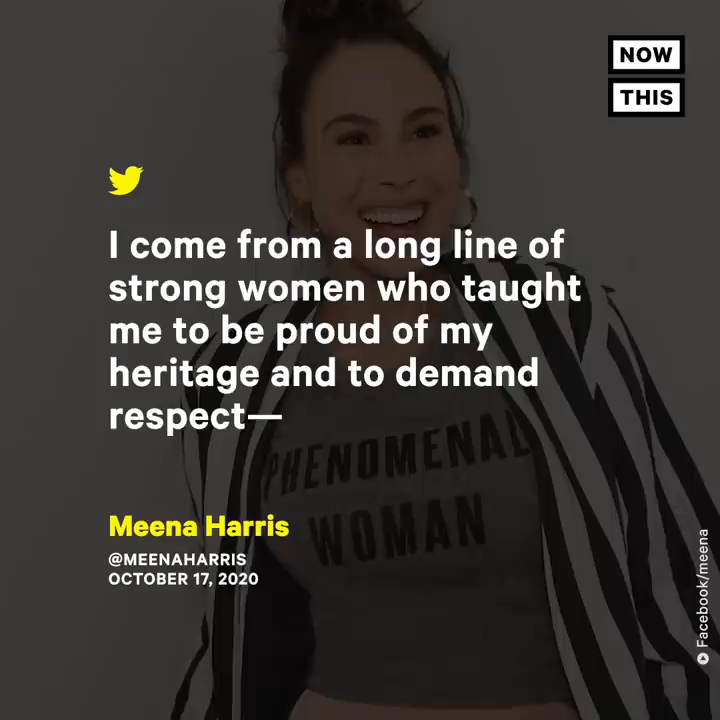 NOW
THIS
I come from a long line of
strong women who taught
me to be proud of my
heritage and to demand
respect—
PHENOMENAL
WOMAN
Meena Harris
@MEENAHARRIS
OCTOBER 17, 2020
Facebook/meena